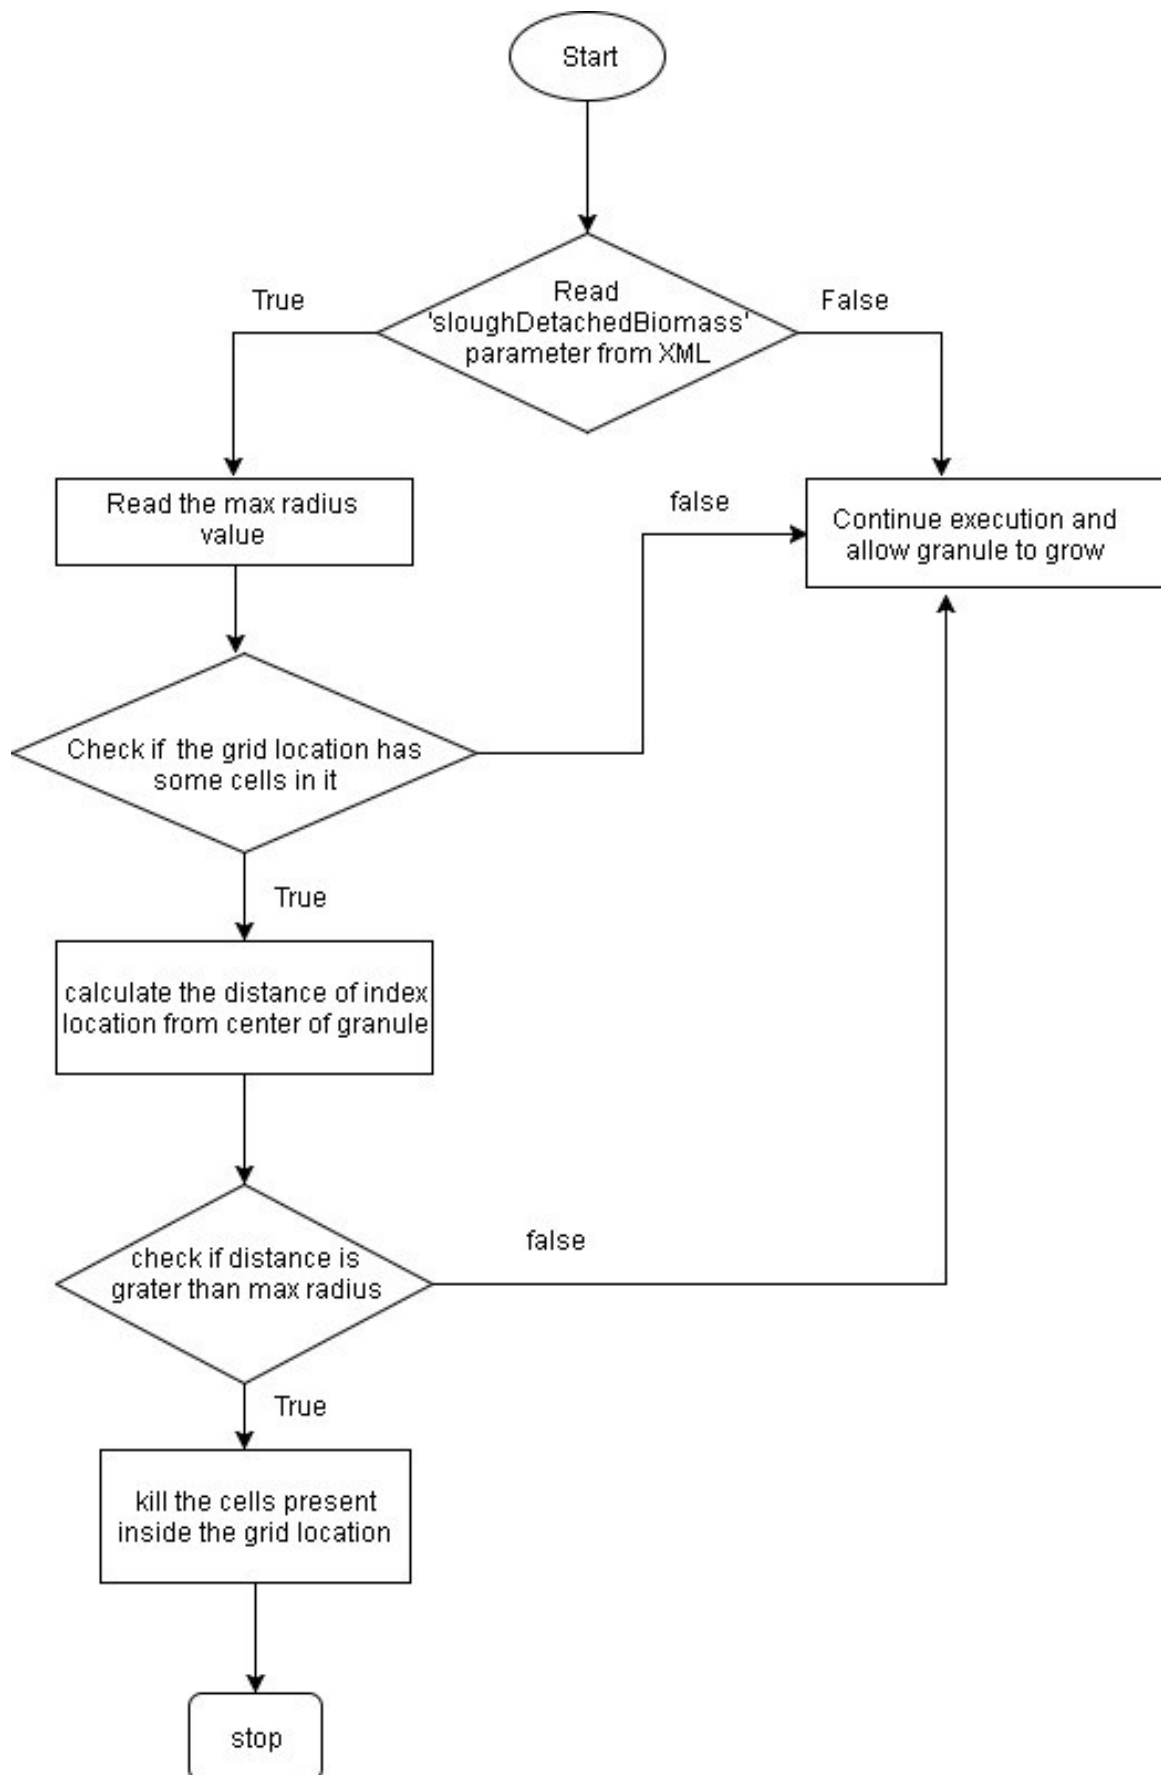 Start
Read
'sloughDetachedBiomass'
parameter from XML
True
False
Read the max radius
value
false
Continue execution and
allow granule to grow
Check if the grid location has
some cells in it
True
calculate the distance of index
location from center of granule
check if distance is
grater than max radius
false
True
kill the cells present
inside the grid location
stop